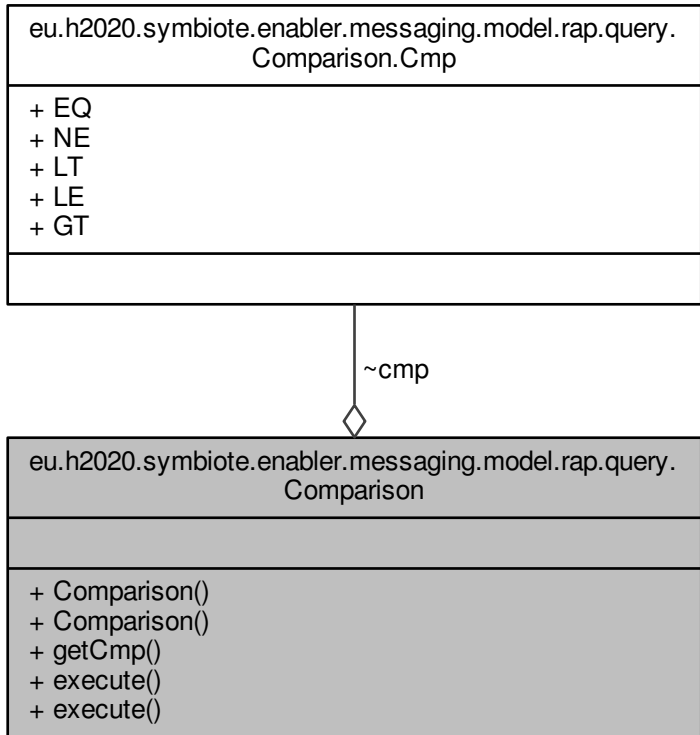 eu.h2020.symbiote.enabler.messaging.model.rap.query.
Comparison.Cmp
+ EQ
+ NE
+ LT
+ LE
+ GT
~cmp
eu.h2020.symbiote.enabler.messaging.model.rap.query.
Comparison
+ Comparison()
+ Comparison()
+ getCmp()
+ execute()
+ execute()